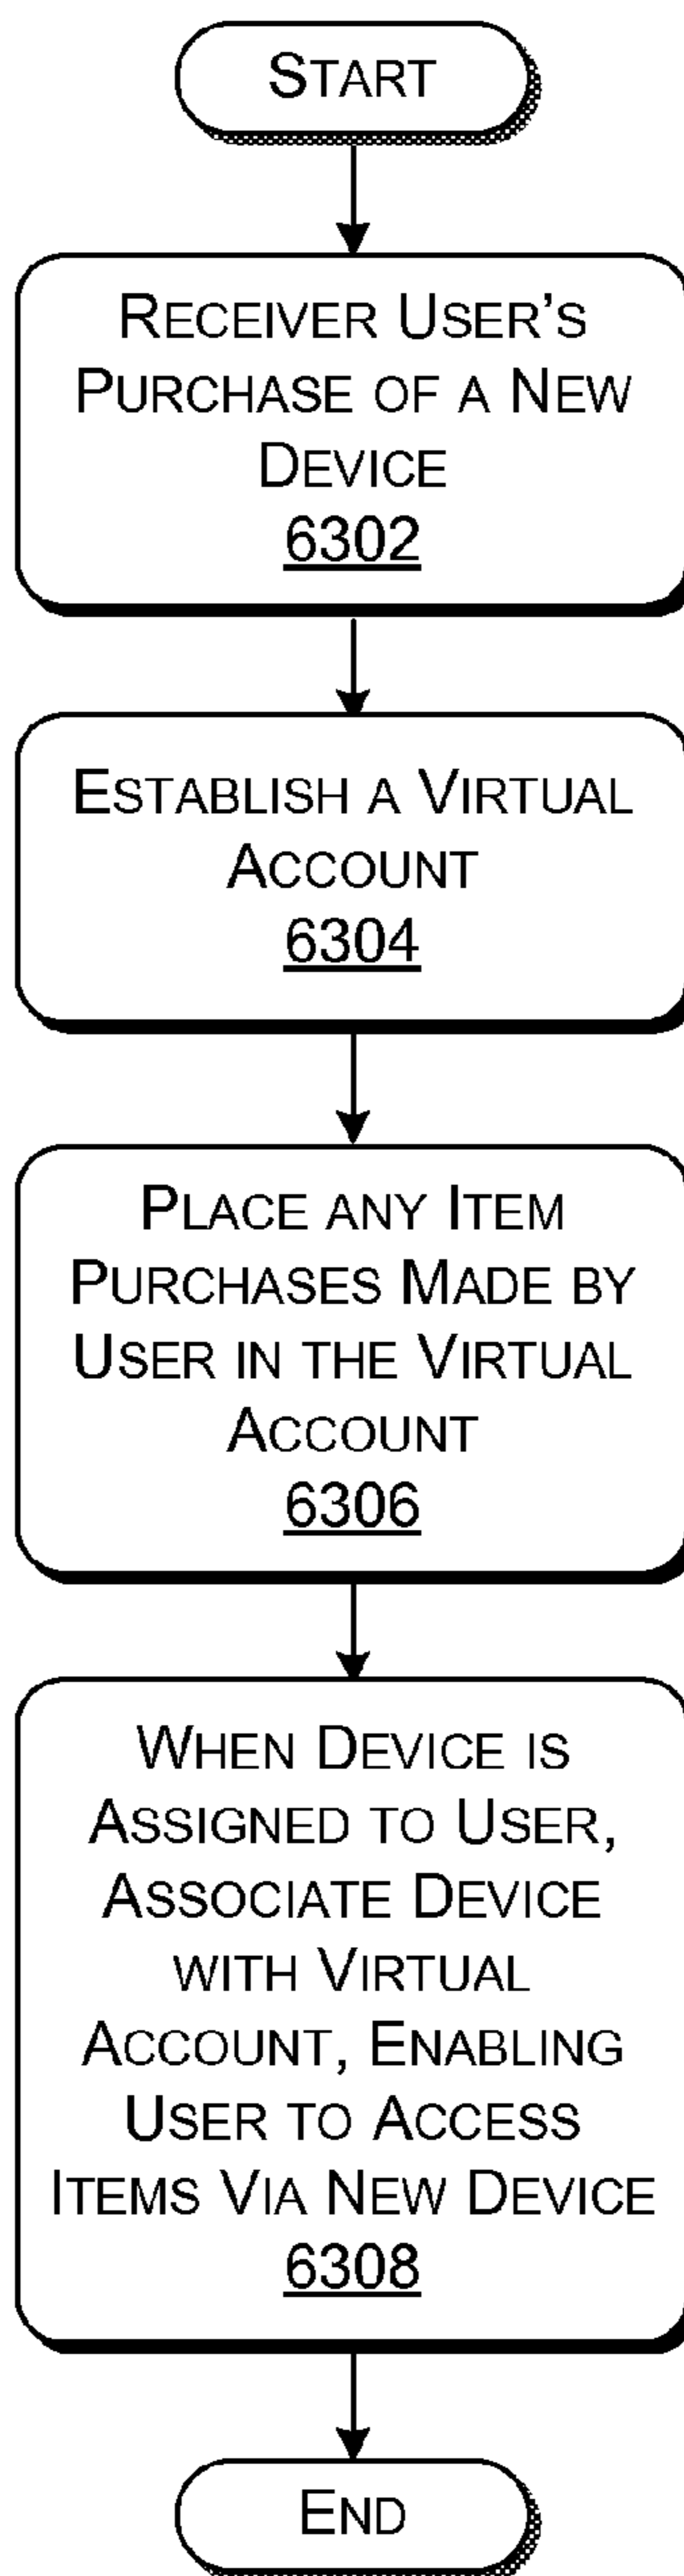 START
RECEIVER USER'S
PURCHASE OF A NEW
DEVICE
6302
ESTABLISH A VIRTUAL
ACCOUNT
6304
PLACE ANY ITEM
PURCHASES MADE BY
USER IN THE VIRTUAL
ACCOUNT
6306
WHEN DEVICE IS
ASSIGNED TO USER,
ASSOCIATE DEVICE
WITH VIRTUAL
ACCOUNT, ENABLING
USER TO ACCESS
ITEMS VIA NEW DEVICE
6308
END